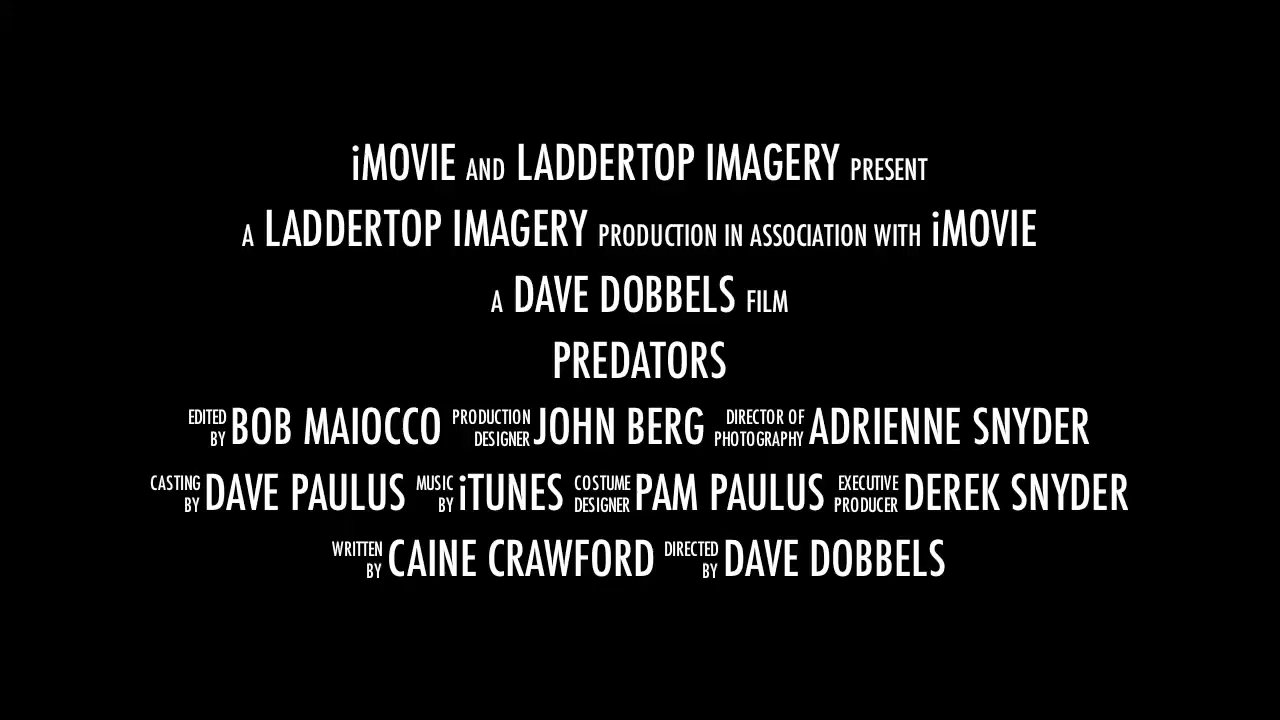 iMOVIE AND LADDERTOP IMAGERY PRESENT
A LADDERTOP IMAGERY PRODUCTION IN ASSOCIATION WITH iMOVIE
A DAVE DOBBELS FILM
PREDATORS
EDITED BY BOB MAIOCCO PRODUCTION DESIGNER JOHN BERG DIRECTOR OF PHOTOGRAPHY ADRIENNE SNYDER
CASTING BY DAVE PAULUS MUSIC BY iTUNES COSTUME DESIGNER PAM PAULUS EXECUTIVE PRODUCER DEREK SNYDER
WRITTEN BY CAINE CRAWFORD DIRECTED BY DAVE DOBBELS